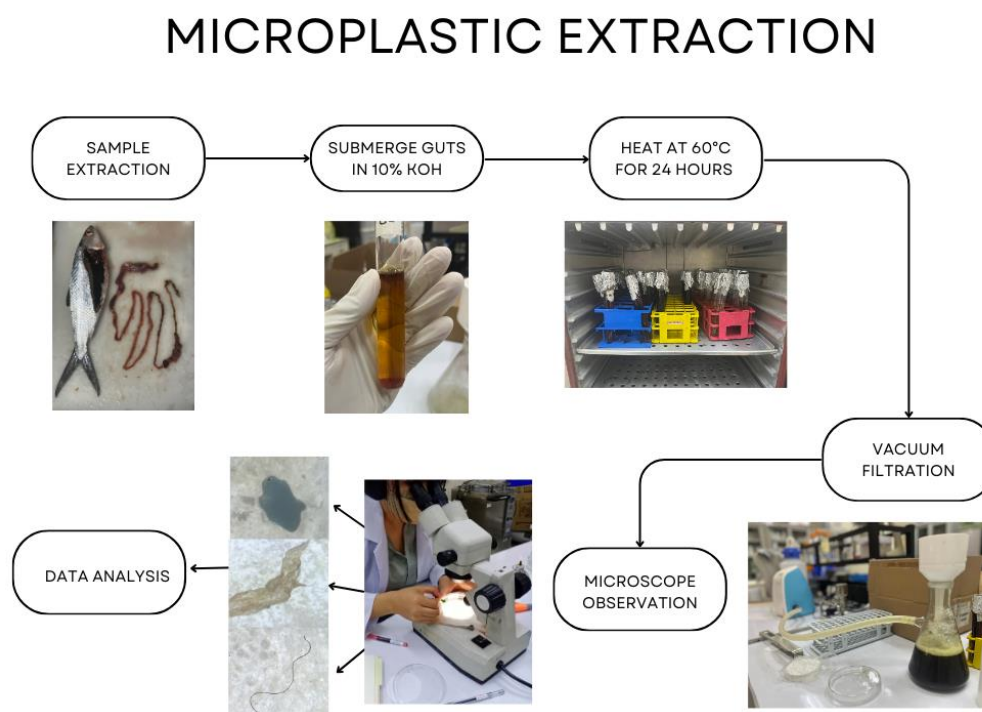 MICROPLASTIC EXTRACTION
SAMPLE
EXTRACTION
SUBMERGE GUTS
IN 10% KOH
HEAT AT 60°C
FOR 24 HOURS
VACUUM
FILTRATION
MICROSCOPE
OBSERVATION
DATA ANALYSIS